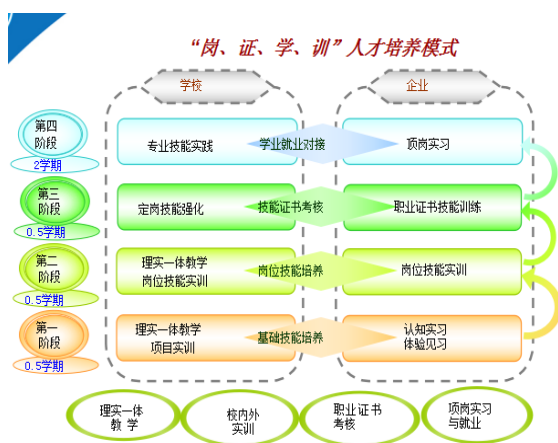 “岗、证、学、训”人才培养模式
学校
企业
第四
阶段
2学期
专业技能实践
学业就业对接
顶岗实习
第三
阶段
0.5学期
定岗技能强化
技能证书考核
职业证书技能训练
第二
阶段
0.5学期
理实一体教学
岗位技能实训
岗位技能培养
岗位技能实训
第一
阶段
0.5学期
理实一体教学
项目实训
基础技能培养
认知实习
体验见习
理实一体
教 学
校内外
实训
职业证书
考核
顶岗实习
与就业